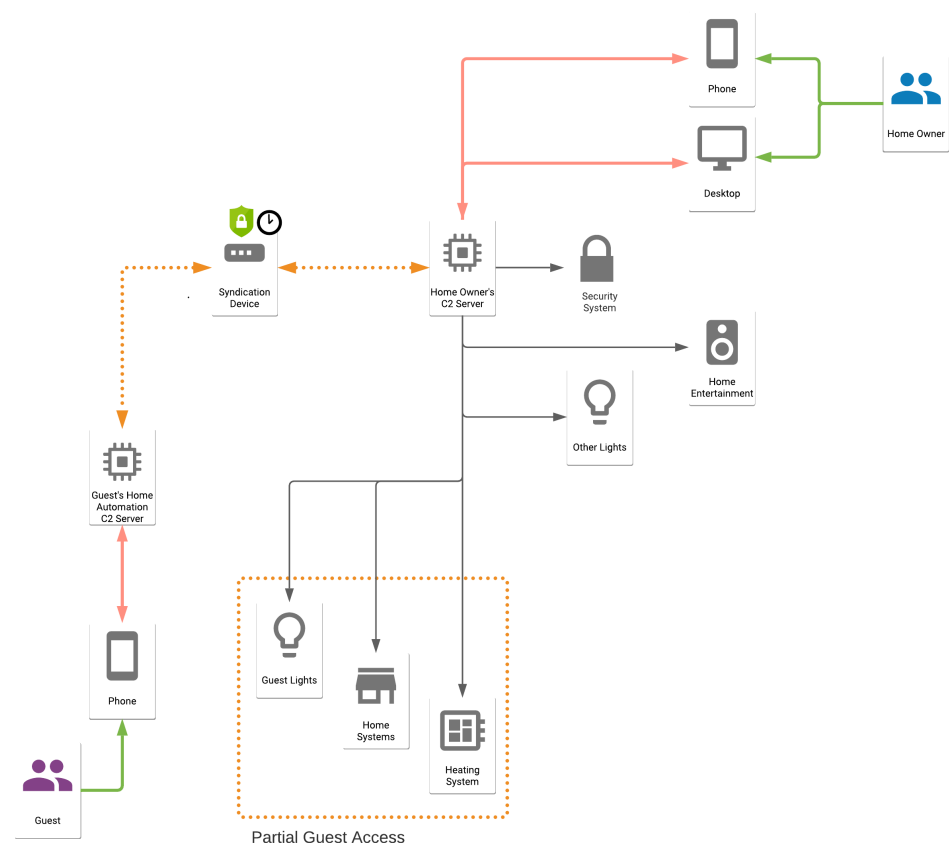 Phone
Home Owner
Desktop
Syndication
Device
Home Owner's
C2 Server
Security
System
Home
Entertainment
Other Lights
Guest's Home
Automation
C2 Server
Guest Lights
Phone
Home
Systems
Heating
System
Guest
Partial Guest Access